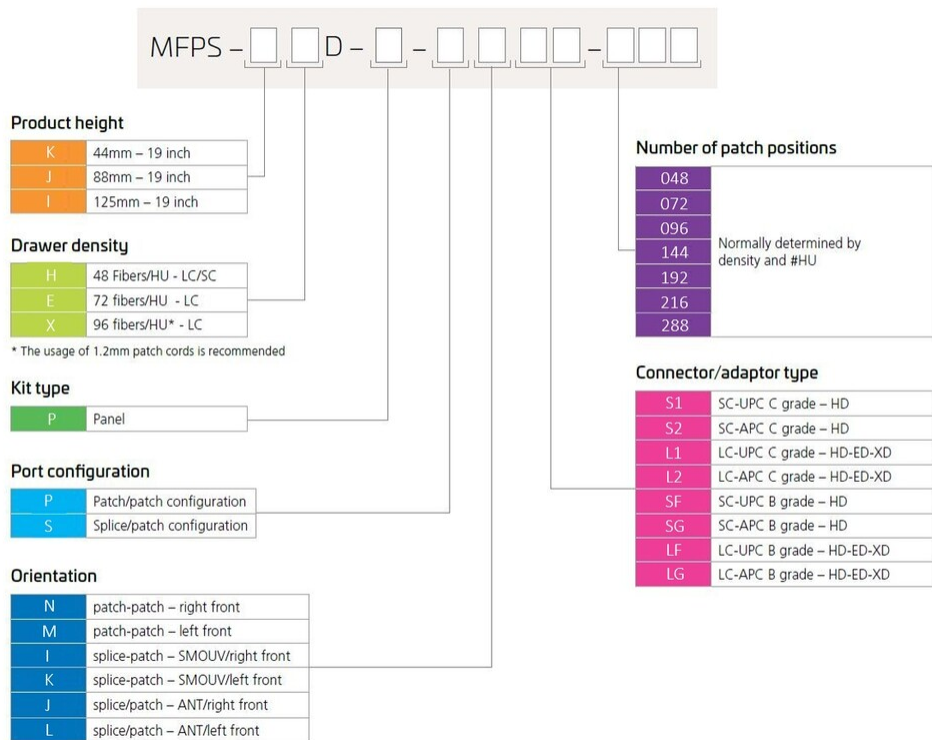 MFPS – D – – –
Product height
K 44mm – 19 inch
J 88mm – 19 inch
I 125mm – 19 inch
Drawer density
H 48 Fibers/HU - LC/SC
E 72 fibers/HU - LC
X 96 fibers/HU* - LC
* The usage of 1.2mm patch cords is recommended
Kit type
P Panel
Port configuration
P Patch/patch configuration
S Splice/patch configuration
Orientation
N patch-patch – right front
M patch-patch – left front
I splice-patch – SMOUV/right front
K splice-patch – SMOUV/left front
J splice/patch – ANT/right front
L splice/patch – ANT/left front
Number of patch positions
048
072
096
144
192
216
288
Normally determined by
density and #HU
Connector/adaptor type
S1 SC-UPC C grade – HD
S2 SC-APC C grade – HD
L1 LC-UPC C grade – HD-ED-XD
L2 LC-APC C grade – HD-ED-XD
SF SC-UPC B grade – HD
SG SC-APC B grade – HD
LF LC-UPC B grade – HD-ED-XD
LG LC-APC B grade – HD-ED-XD